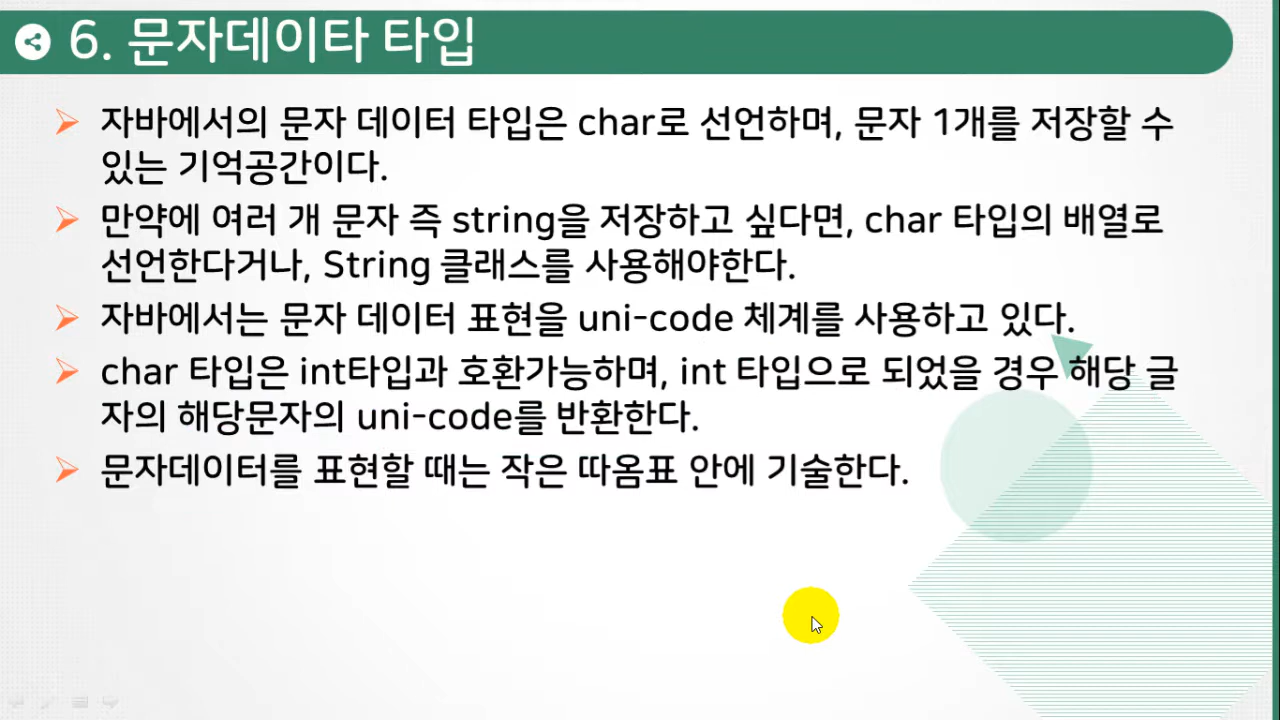 6. 문자데이타 타입
자바에서의 문자 데이터 타입은 char로 선언하며, 문자 1개를 저장할 수
있는 기억공간이다.
만약에 여러 개 문자 즉 string을 저장하고 싶다면, char 타입의 배열로
선언한다거나, String 클래스를 사용해야한다.
자바에서는 문자 데이터 표현을 uni-code 체계를 사용하고 있다.
char 타입은 int타입과 호환가능하며, int 타입으로 되었을 경우 해당 글
자의 해당문자의 uni-code를 반환한다.
문자데이터를 표현할 때는 작은 따옴표 안에 기술한다.